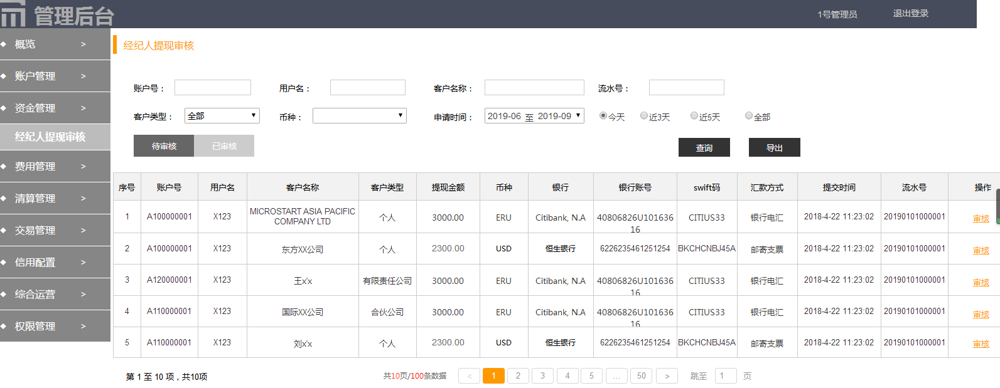 管理后台
1号管理员 退出登录
概览 >
账户管理 >
资金管理 >
经纪人提现审核
费用管理 >
清算管理 >
交易管理 >
信用配置 >
综合运营 >
权限管理 >
经纪人提现审核
账户号： 用户名： 客户名称： 流水号：
客户类型： 全部 币种： 申请时间： 2019-06 至 2019-09 今天 近3天 近5天 全部
待审核 已审核 查询 导出
序号 账户号 用户名 客户名称 客户类型 提现金额 币种 银行 银行账号 swift码 汇款方式 提交时间 流水号 操作
1 A100000001 X123 MICROSTART ASIA PACIFIC COMPANY LTD 个人 3000.00 ERU Citibank, N.A 40806826U10163616 CITIUS33 银行电汇 2018-4-22 11:23:02 20190101000001 审核
2 A100000001 X123 东方XX公司 个人 2300.00 USD 恒生银行 6226235461251254 BKCHCNBJ45A 邮寄支票 2018-4-22 11:23:02 20190101000001 审核
3 A120000001 X123 王x'x 有限责任公司 3000.00 ERU Citibank, N.A 40806826U10163616 CITIUS33 银行电汇 2018-4-22 11:23:02 20190101000001 审核
4 A110000001 X123 国际XX公司 合伙公司 3000.00 ERU Citibank, N.A 40806826U10163616 CITIUS33 银行电汇 2018-4-22 11:23:02 20190101000001 审核
5 A110000001 X123 刘x'x 个人 2300.00 USD 恒生银行 6226235461251254 BKCHCNBJ45A 邮寄支票 2018-4-22 11:23:02 20190101000001 审核
第 1 至 10 项，共10项 共10页/100条数据 < 1 2 3 4 5 ... 50 > 跳至 1 页